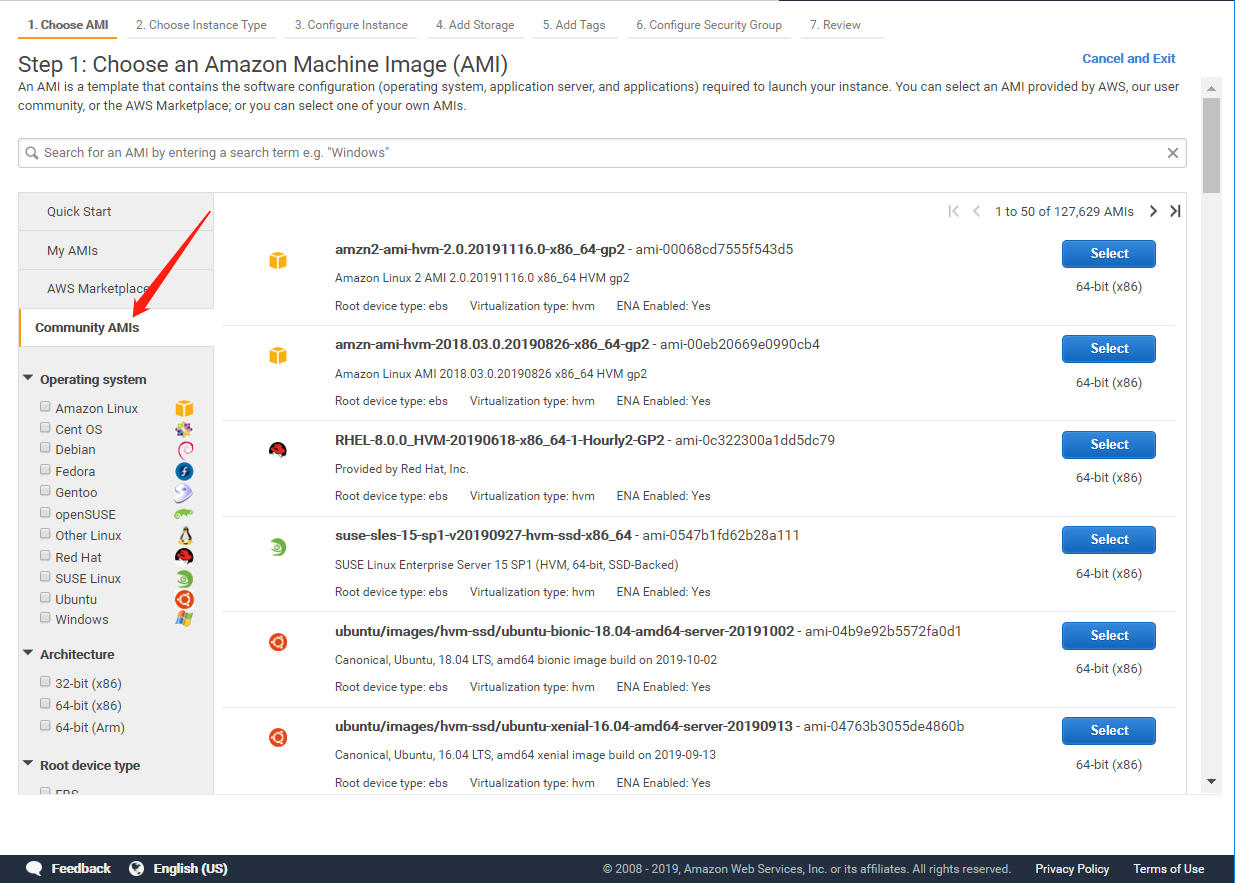 1. Choose AMI 2. Choose Instance Type 3. Configure Instance 4. Add Storage 5. Add Tags 6. Configure Security Group 7. Review
Step 1: Choose an Amazon Machine Image (AMI)
Cancel and Exit
An AMI is a template that contains the software configuration (operating system, application server, and applications) required to launch your instance. You can select an AMI provided by AWS, our user
community, or the AWS Marketplace; or you can select one of your own AMIs.
Search for an AMI by entering a search term e.g. "Windows"
Quick Start
My AMIs
AWS Marketplace
Community AMIs
Operating system
Amazon Linux
Cent OS
Debian
Fedora
Gentoo
openSUSE
Other Linux
Red Hat
SUSE Linux
Ubuntu
Windows
Architecture
32-bit (x86)
64-bit (x86)
64-bit (Arm)
Root device type
EBS
1 to 50 of 127,629 AMIs
amzn2-ami-hvm-2.0.20191116.0-x86_64-gp2 - ami-00068cd7555f543d5
Select
Amazon Linux 2 AMI 2.0.20191116.0 x86_64 HVM gp2
64-bit (x86)
Root device type: ebs Virtualization type: hvm ENA Enabled: Yes
amzn-ami-hvm-2018.03.0.20190826-x86_64-gp2 - ami-00eb20669e0990cb4
Select
Amazon Linux AMI 2018.03.0.20190826 x86_64 HVM gp2
64-bit (x86)
Root device type: ebs Virtualization type: hvm ENA Enabled: Yes
RHEL-8.0.0_HVM-20190618-x86_64-1-Hourly2-GP2 - ami-0c322300a1dd5dc79
Select
Provided by Red Hat, Inc.
64-bit (x86)
Root device type: ebs Virtualization type: hvm ENA Enabled: Yes
suse-sles-15-sp1-v20190927-hvm-ssd-x86_64 - ami-0547b1fd62b28a111
Select
SUSE Linux Enterprise Server 15 SP1 (HVM, 64-bit, SSD-Backed)
64-bit (x86)
Root device type: ebs Virtualization type: hvm ENA Enabled: Yes
ubuntu/images/hvm-ssd/ubuntu-bionic-18.04-amd64-server-20191002 - ami-04b9e92b5572fa0d1
Select
Canonical, Ubuntu, 18.04 LTS, amd64 bionic image build on 2019-10-02
64-bit (x86)
Root device type: ebs Virtualization type: hvm ENA Enabled: Yes
ubuntu/images/hvm-ssd/ubuntu-xenial-16.04-amd64-server-20190913 - ami-04763b3055de4860b
Select
Canonical, Ubuntu, 16.04 LTS, amd64 xenial image build on 2019-09-13
64-bit (x86)
Root device type: ebs Virtualization type: hvm ENA Enabled: Yes
Feedback English (US) © 2008 - 2019, Amazon Web Services, Inc. or its affiliates. All rights reserved. Privacy Policy Terms of Use